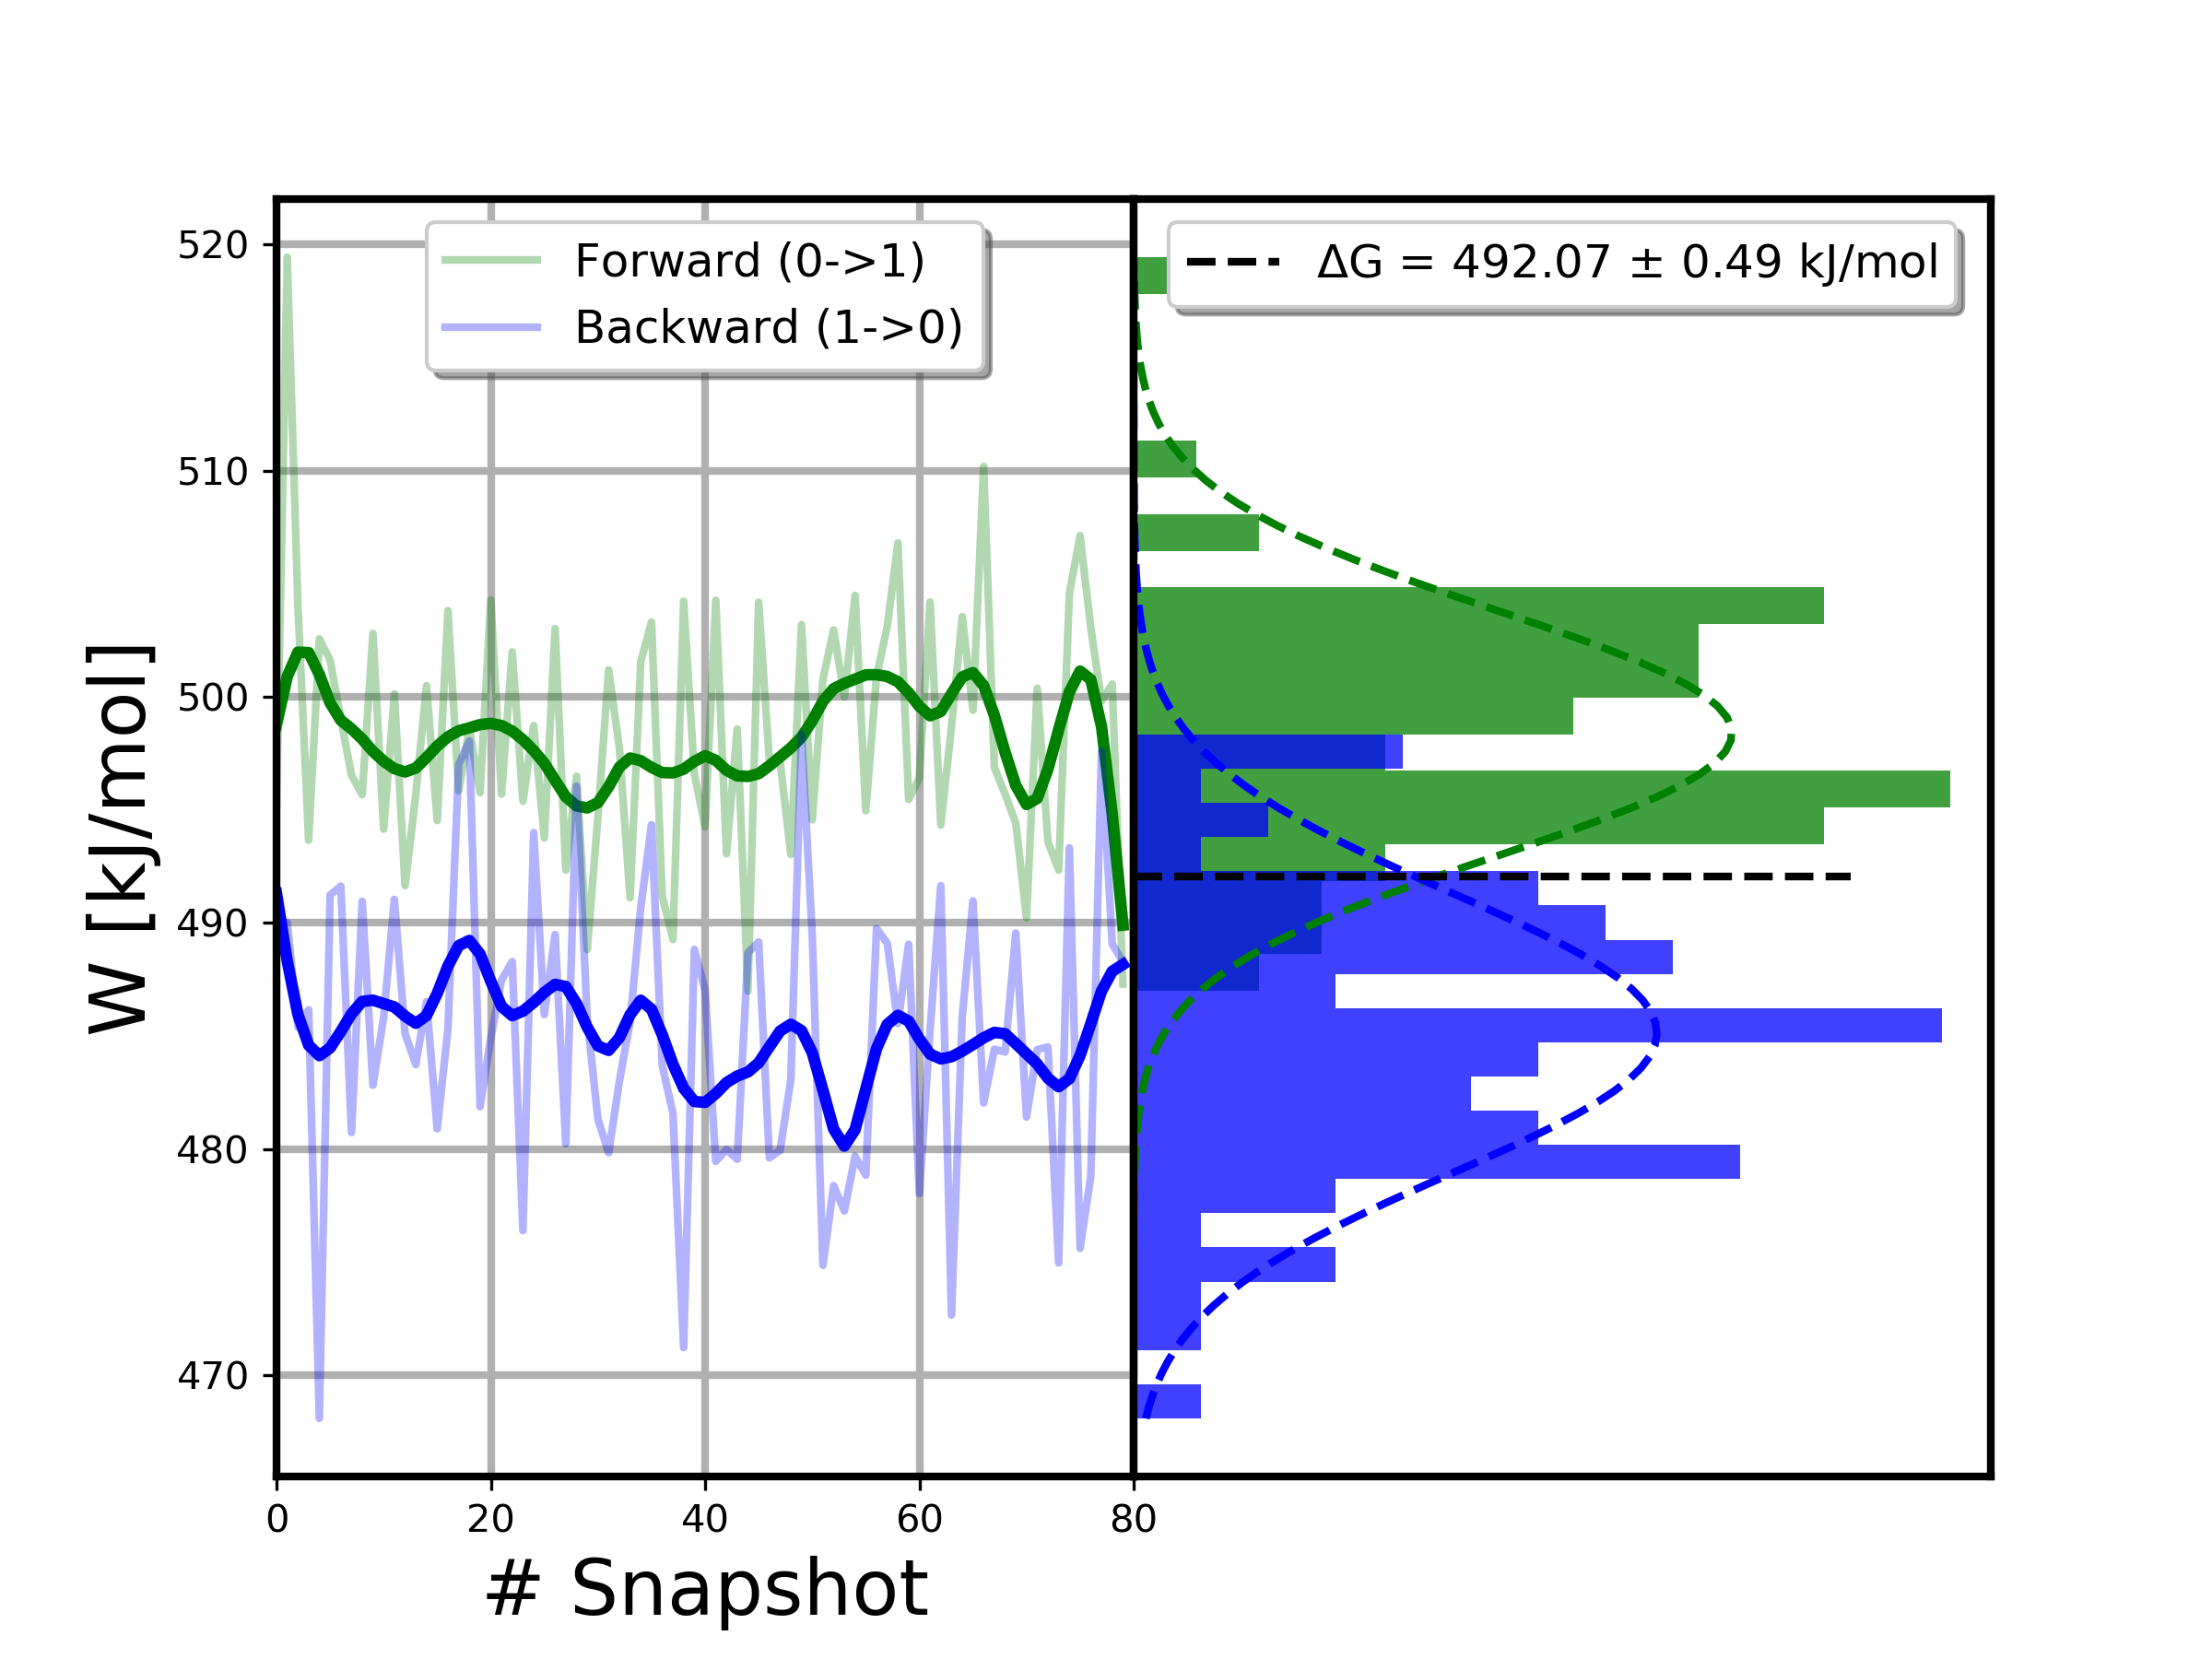 Forward (0->1)
Backward (1->0)
ΔG = 492.07 ± 0.49 kJ/mol
520
510
500
490
480
470
W [kJ/mol]
0 20 40 60 80
# Snapshot